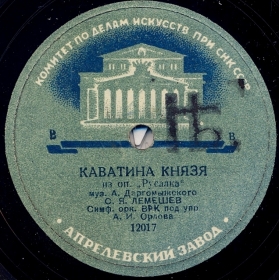 КОМИТЕТ ПО ДЕЛАМ ИСКУССТВ ПРИ СНК СССР
В В
КАВАТИНА КНЯЗЯ
из оп. „Русалка"
муз. А. Даргомыжского
С. Я. ЛЕМЕШЕВ
Симф. орк. ВРК под упр.
А. И. Орлова
12017
АПРЕЛЕВСКИЙ ЗАВОД